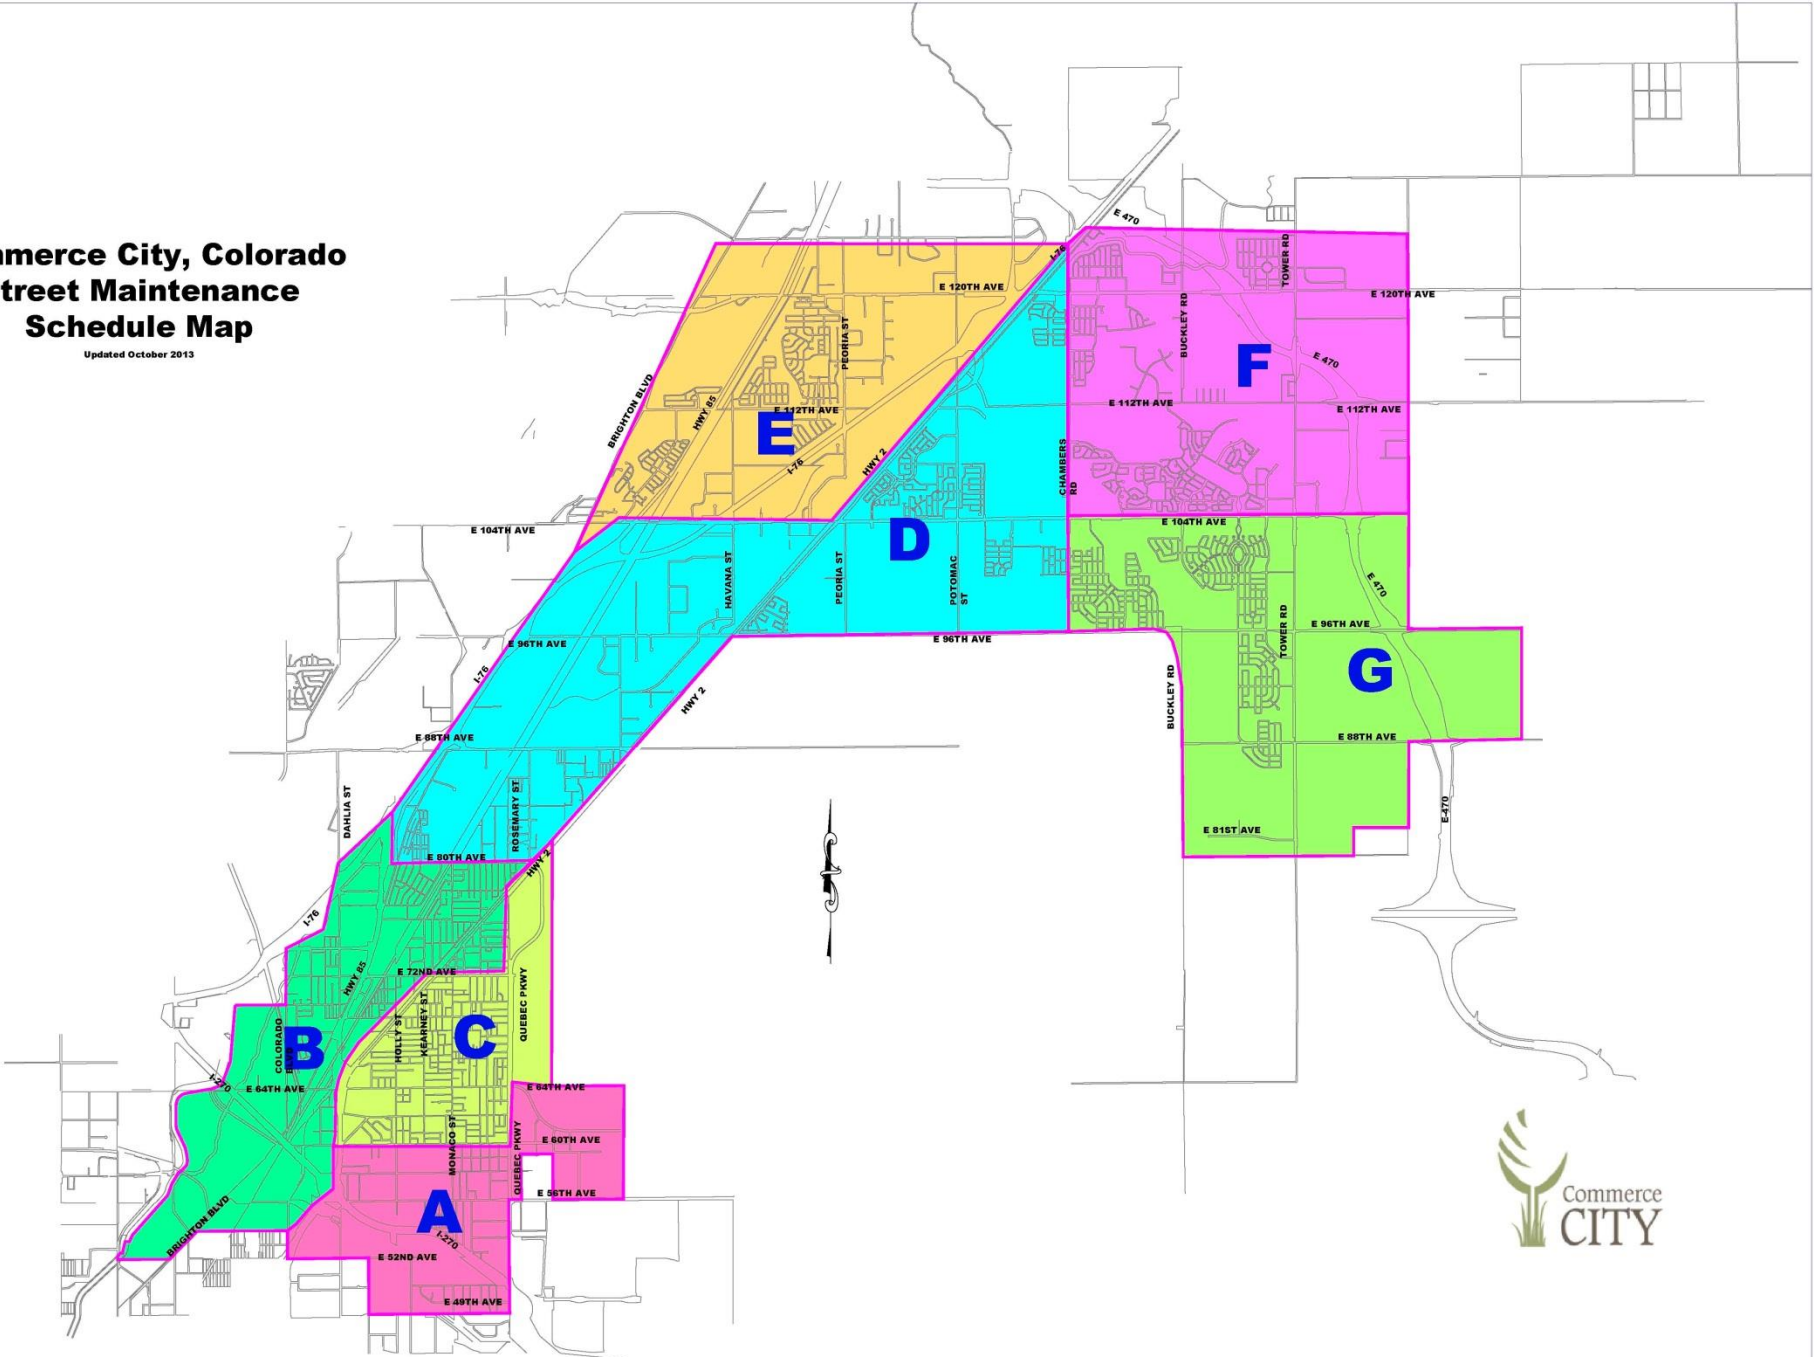 mmerce City, Colorado
treet Maintenance
Schedule Map
Updated October 2013
E 470
I-76
TOWER RD
E 120TH AVE
E 120TH AVE
BUCKLEY RD
PEORIA ST
F
E 470
BRIGHTON BLVD
HWY 85
E 112TH AVE
E 112TH AVE
E 112TH AVE
E
I-76
HWY 2
CHAMBERS
RD
E 104TH AVE
E 104TH AVE
D
HAVANA ST
PEORIA ST
POTOMAC
ST
E 470
TOWER RD
E 96TH AVE
E 96TH AVE
E 96TH AVE
I-76
HWY 2
BUCKLEY RD
G
E 88TH AVE
E 88TH AVE
DAHLIA ST
ROSEMARY ST
E-470
E 81ST AVE
E 80TH AVE
HWY 2
I-76
HWY 85
E 72ND AVE
QUEBEC PKWY
COLORADO
BLVD
B
HOLLY ST
KEARNEY ST
C
I-270
E 64TH AVE
E 64TH AVE
MONACO ST
QUEBEC PKWY
E 60TH AVE
E 56TH AVE
BRIGHTON BLVD
A
I-270
E 52ND AVE
E 49TH AVE
Commerce
CITY